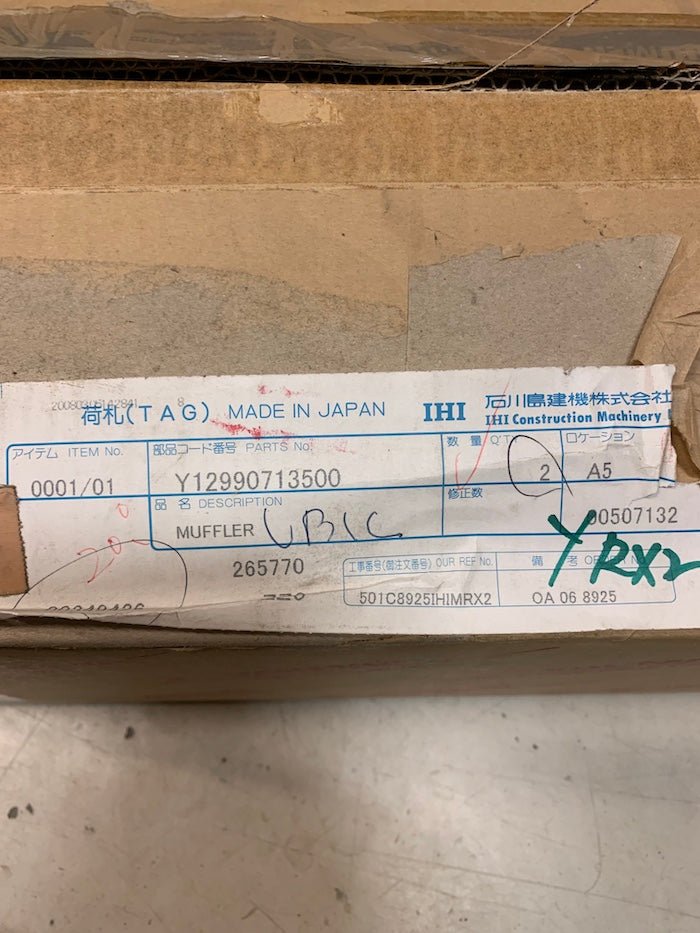 荷札(TAG) MADE IN JAPAN IHI 石川島建機株式会社
IHI Construction Machinery
アイテム ITEM No. 部品コード番号 PARTS No. 数量 Q'T ロケーション
0001/01 Y12990713500 2 A5
品名 DESCRIPTION 修正数
MUFFLER 00507132
YRX2
265770 工事番号(御注文番号) OUR REF No. 備考
501C8925IHIMRX2 OA 06 8925